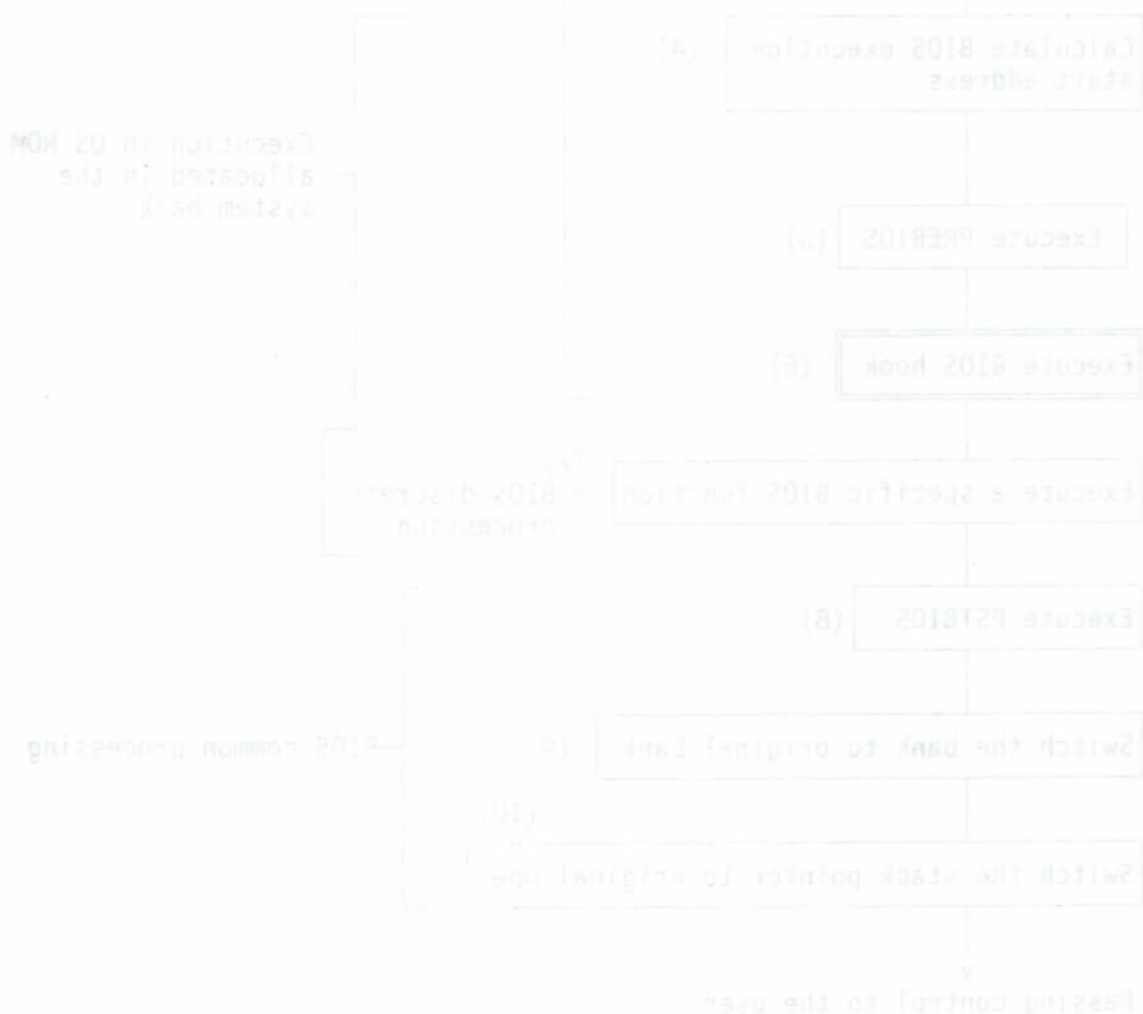 Calculate BIOS execution (4)
start address
Execution in OS ROM
allocated in the
system bank
Execute PREBIOS (5)
Execute BIOS hook (6)
Execute a specific BIOS function
BIOS discrete
processing
Execute PSTBIOS (8)
Switch the bank to original bank (9
BIOS common processing
(10)
Switch the stack pointer to original one
Passing control to the user